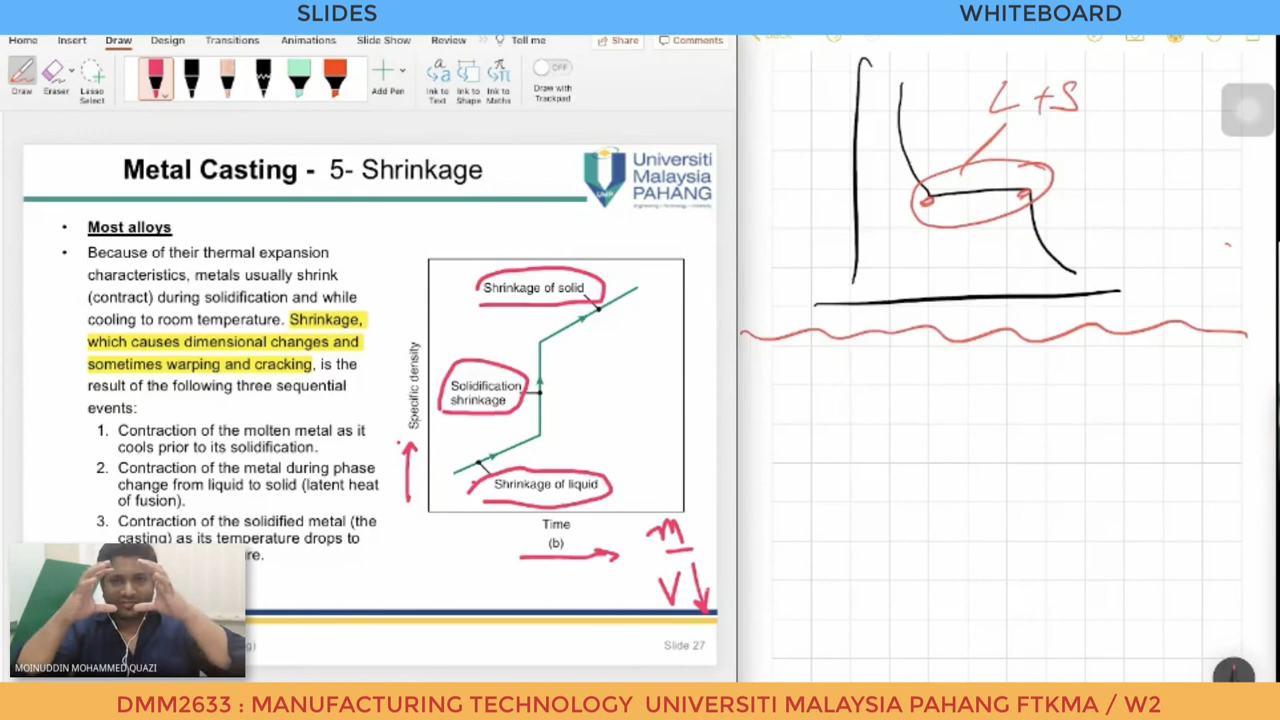 SLIDES
WHITEBOARD
Home Insert Draw Design Transitions Animations Slide Show Review Tell me Share Comments
Draw Eraser Lasso Select Add Pen Ink to Text Ink to Shape Ink to Maths Draw with Trackpad
OFF
Metal Casting - 5- Shrinkage
Universiti
Malaysia
PAHANG
• Most alloys
• Because of their thermal expansion
characteristics, metals usually shrink
(contract) during solidification and while
cooling to room temperature. Shrinkage,
which causes dimensional changes and
sometimes warping and cracking, is the
result of the following three sequential
events:
1. Contraction of the molten metal as it
cools prior to its solidification.
2. Contraction of the metal during phase
change from liquid to solid (latent heat
of fusion).
3. Contraction of the solidified metal (the
casting) as its temperature drops to
Specific density
Shrinkage of solid
Solidification
shrinkage
Shrinkage of liquid
Time
(b)
m
V
Slide 27
L + S
MOINUDDIN MOHAMMED QUAZI
DMM2633 : MANUFACTURING TECHNOLOGY UNIVERSITI MALAYSIA PAHANG FTKMA / W2